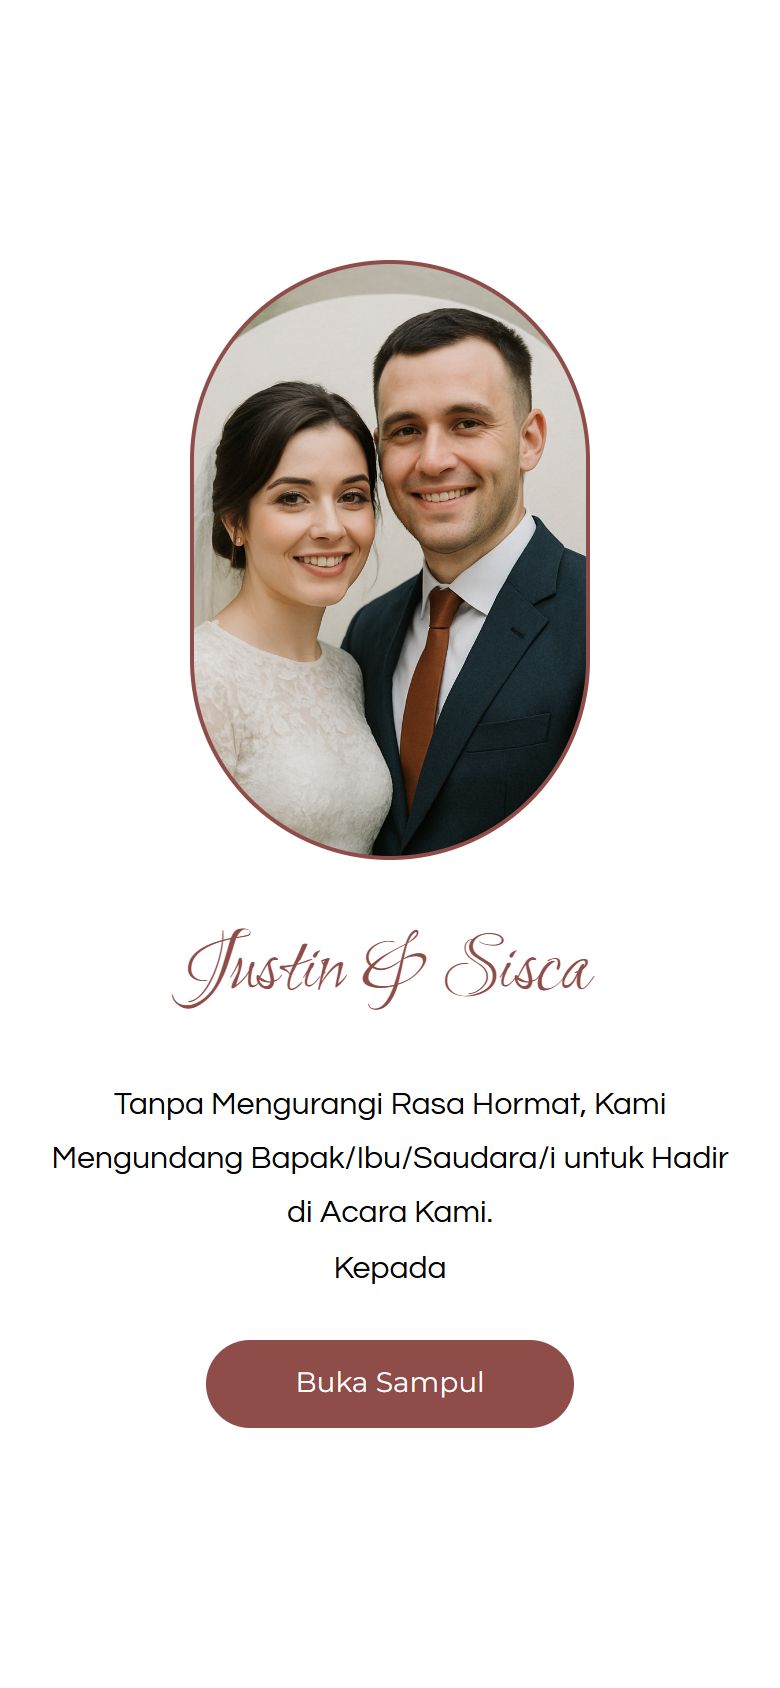 Justin & Sisca
Tanpa Mengurangi Rasa Hormat, Kami
Mengundang Bapak/Ibu/Saudara/i untuk Hadir
di Acara Kami.
Kepada
Buka Sampul